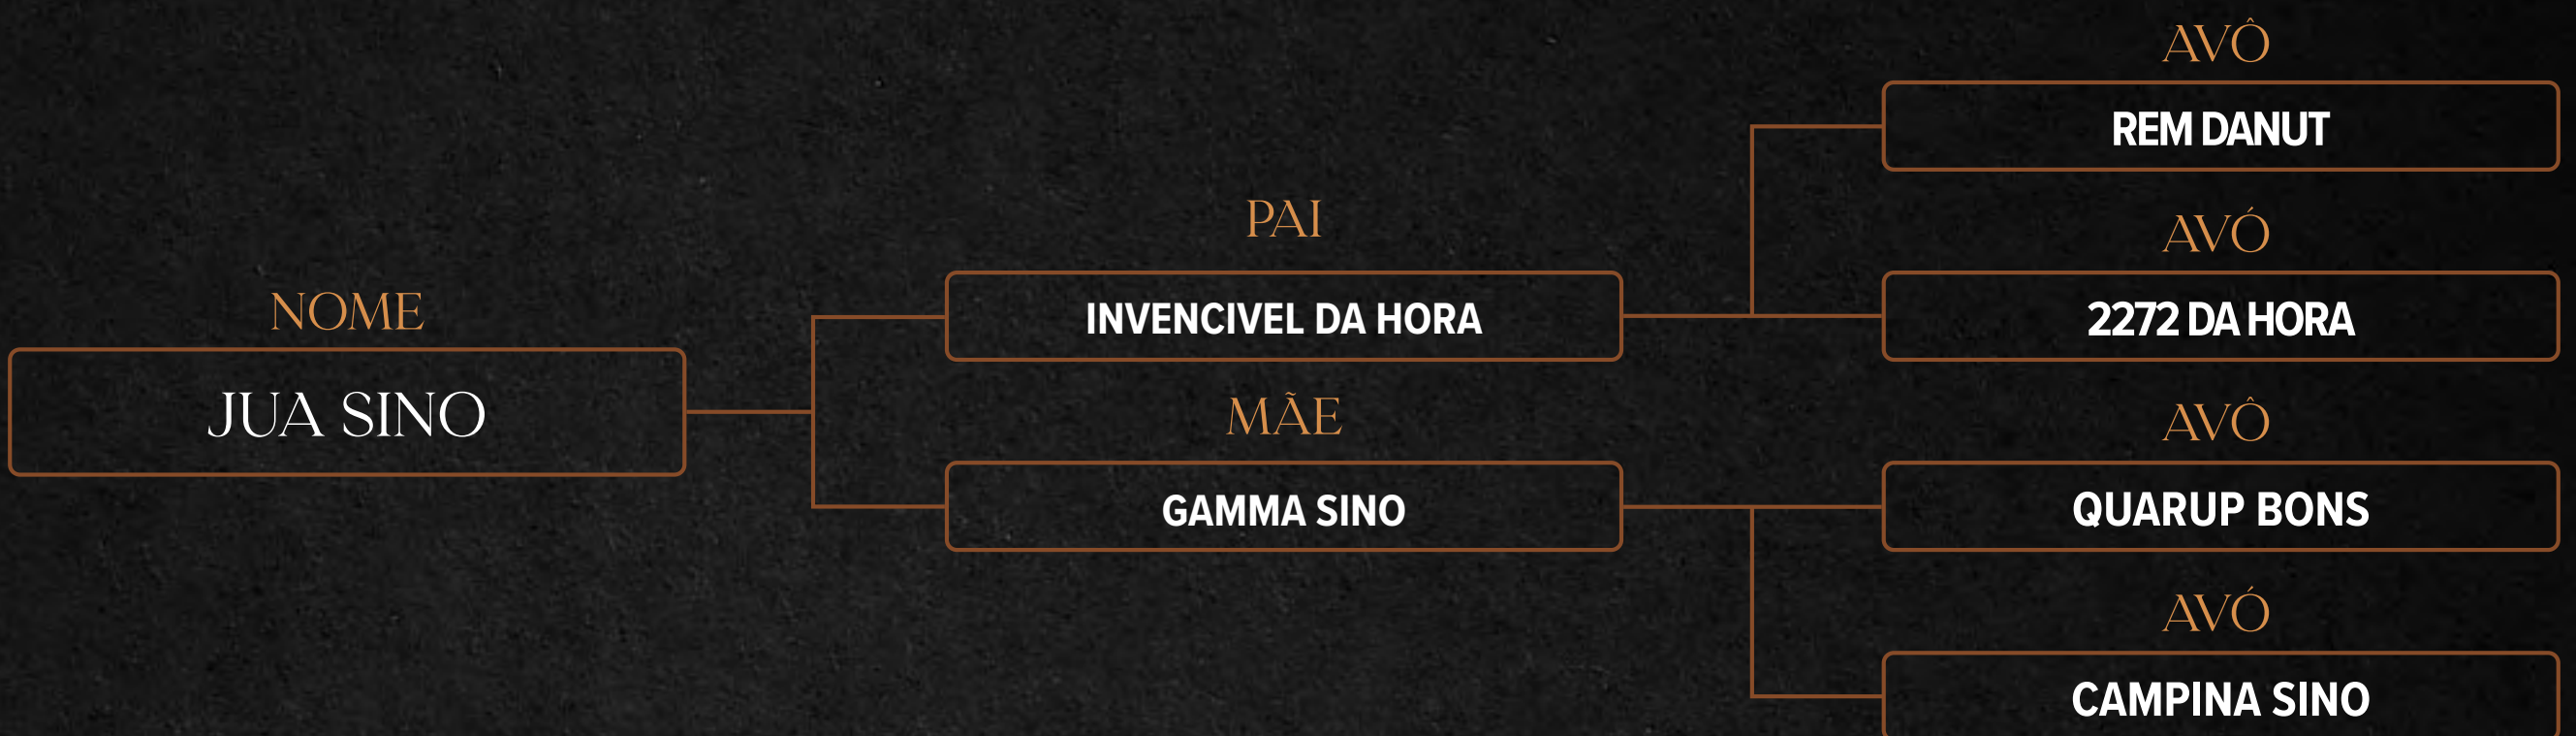 NOME
JUA SINO
PAI
INVENCIVEL DA HORA
MÃE
GAMMA SINO
AVÔ
REM DANUT
AVÓ
2272 DA HORA
AVÔ
QUARUP BONS
AVÓ
CAMPINA SINO